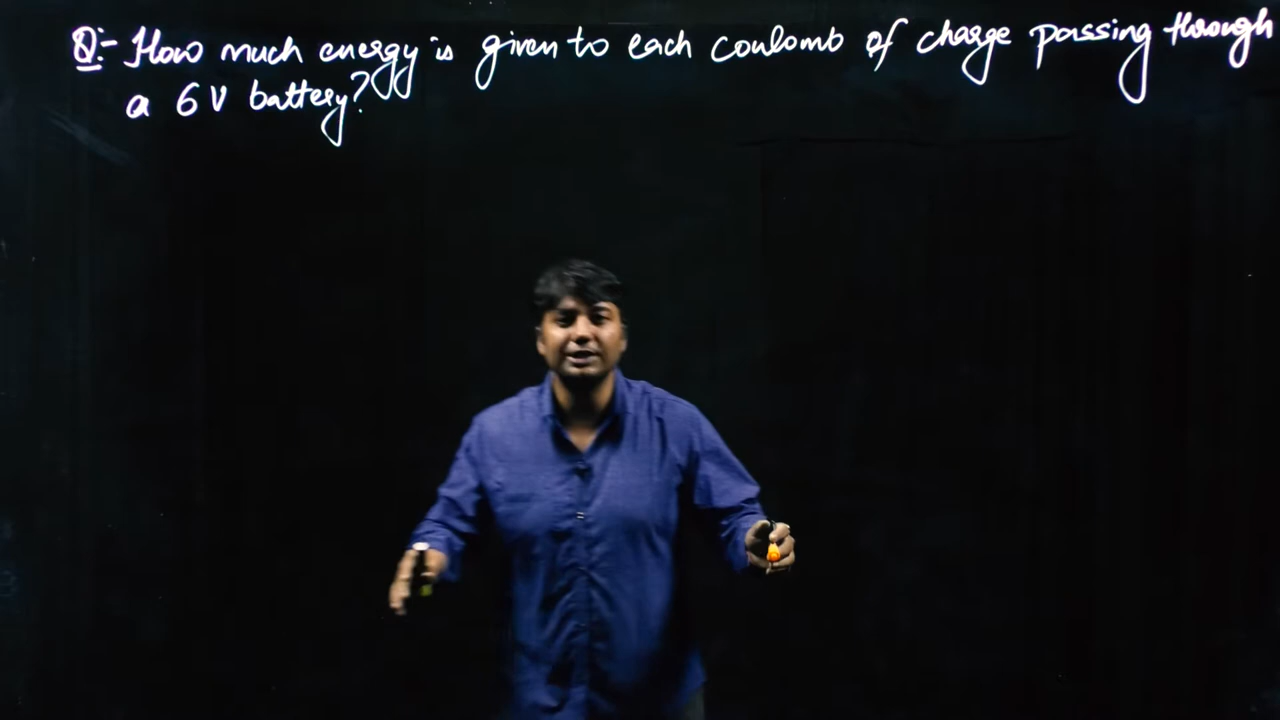 Q:- How much energy is given to each coulomb of charge passing through
a 6 V battery?